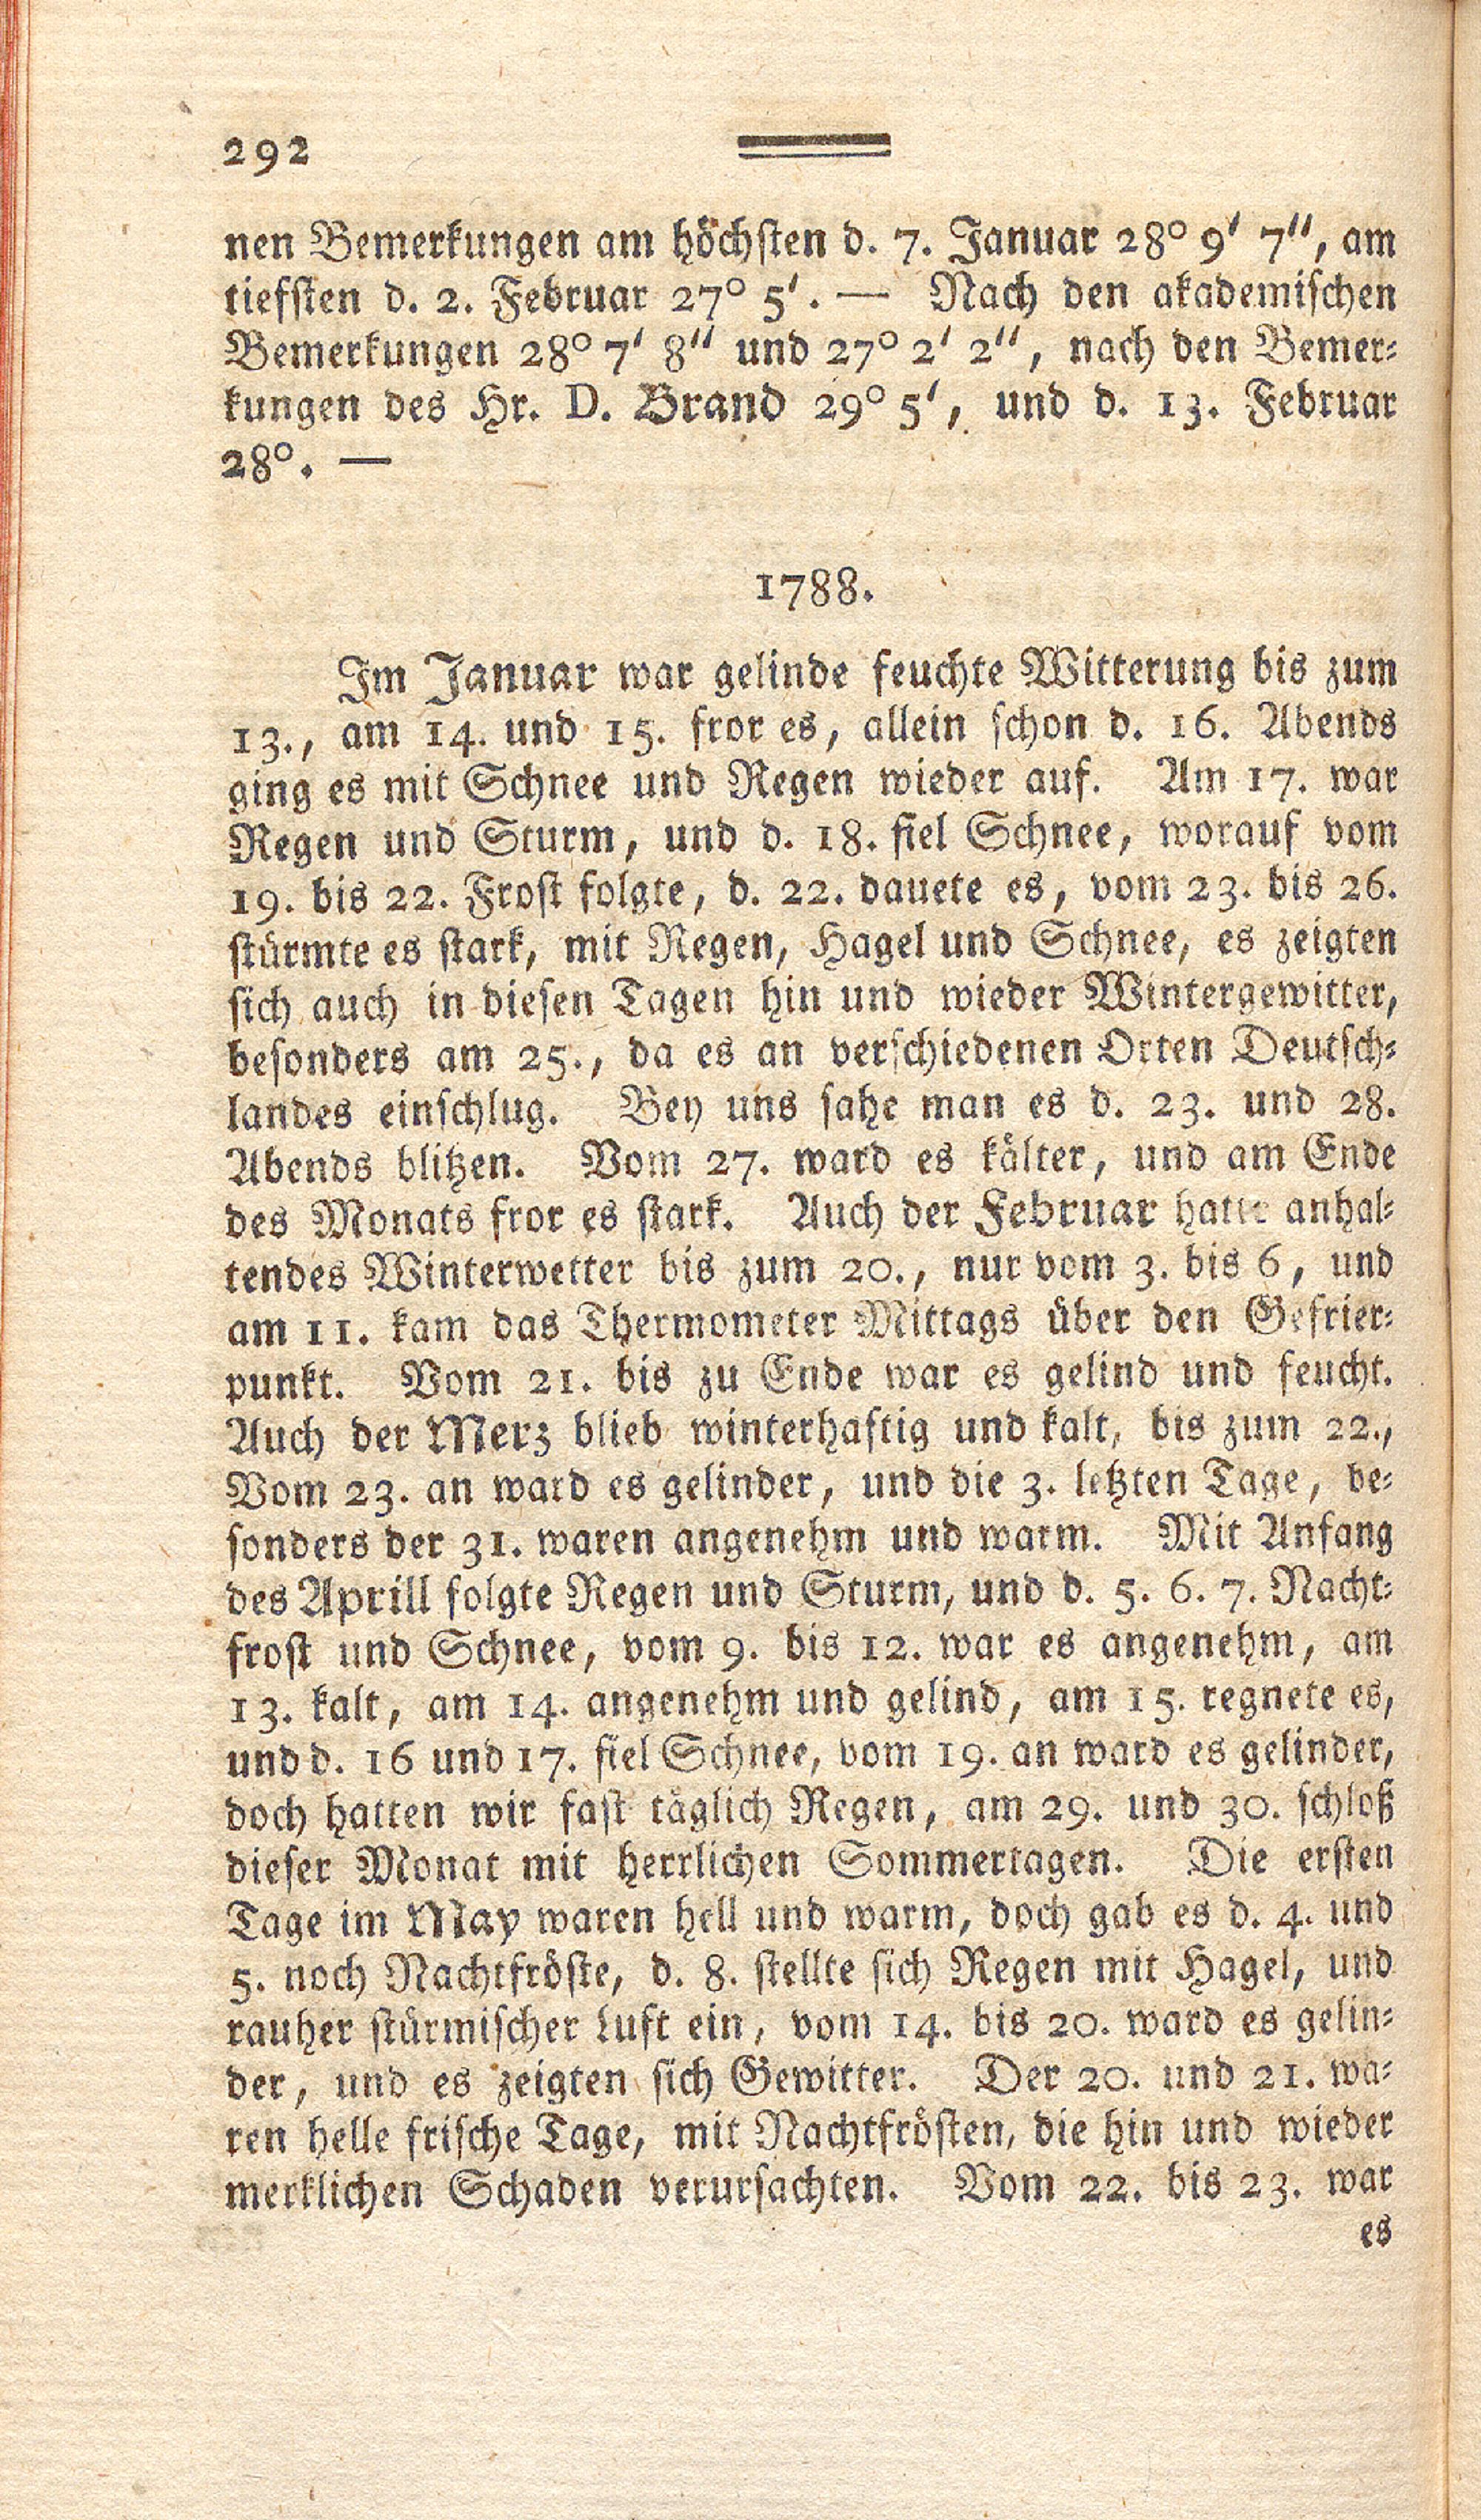 292
nen Bemerkungen am höchsten d. 7. Januar 28° 9′ 7″, am
tiefsten d. 2. Februar 27° 5′. — Nach den akademischen
Bemerkungen 28° 7′ 8″ und 27° 2′ 2″, nach den Bemer-
kungen des Hr. D. Brand 29° 5′, und d. 13. Februar
28°. —
1788.
Im Januar war gelinde feuchte Witterung bis zum
13., am 14. und 15. fror es, allein schon d. 16. Abends
ging es mit Schnee und Regen wieder auf. Am 17. war
Regen und Sturm, und d. 18. fiel Schnee, worauf vom
19. bis 22. Frost folgte, d. 22. dauete es, vom 23. bis 26.
stürmte es stark, mit Regen, Hagel und Schnee, es zeigten
sich auch in diesen Tagen hin und wieder Wintergewitter,
besonders am 25., da es an verschiedenen Orten Deutsch-
landes einschlug. Bey uns sahe man es d. 23. und 28.
Abends blitzen. Vom 27. ward es kälter, und am Ende
des Monats fror es stark. Auch der Februar hatte anhal-
tendes Winterwetter bis zum 20., nur vom 3. bis 6, und
am 11. kam das Thermometer Mittags über den Gefrier-
punkt. Vom 21. bis zu Ende war es gelind und feucht.
Auch der Merz blieb winterhaftig und kalt, bis zum 22.,
Vom 23. an ward es gelinder, und die 3. letzten Tage, be-
sonders der 31. waren angenehm und warm. Mit Anfang
des Aprill folgte Regen und Sturm, und d. 5. 6. 7. Nacht-
frost und Schnee, vom 9. bis 12. war es angenehm, am
13. kalt, am 14. angenehm und gelind, am 15. regnete es,
und d. 16 und 17. fiel Schnee, vom 19. an ward es gelinder,
doch hatten wir fast täglich Regen, am 29. und 30. schloß
dieser Monat mit herrlichen Sommertagen. Die ersten
Tage im May waren hell und warm, doch gab es d. 4. und
5. noch Nachtfröste, d. 8. stellte sich Regen mit Hagel, und
rauher stürmischer Luft ein, vom 14. bis 20. ward es gelin-
der, und es zeigten sich Gewitter. Der 20. und 21. wa-
ren helle frische Tage, mit Nachtfrösten, die hin und wieder
merklichen Schaden verursachten. Vom 22. bis 23. war
es